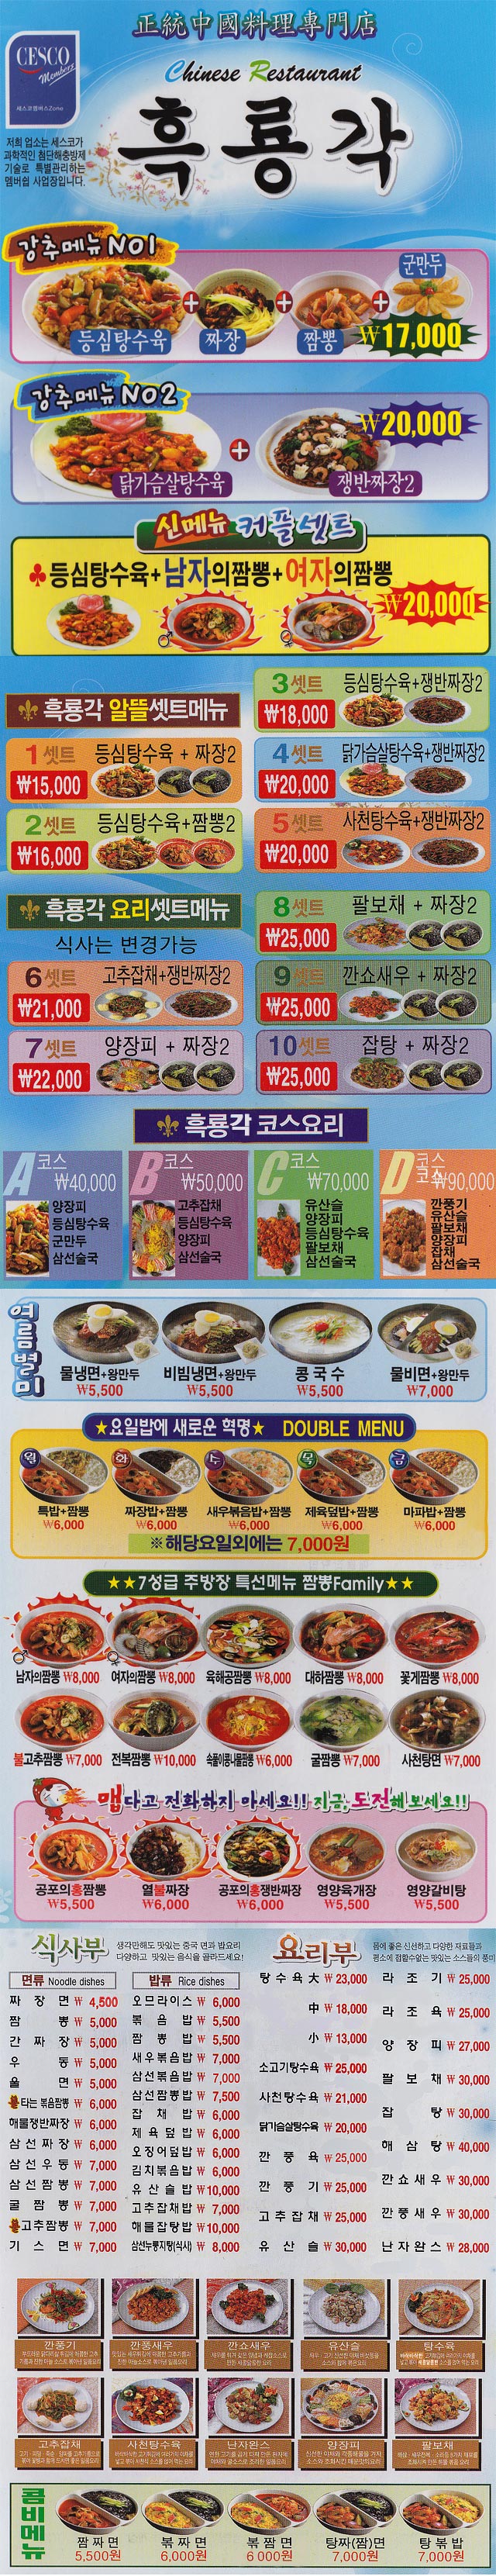 正統中國料理專門店
CESCO
Members
세스코멤버스Zone
저희 업소는 세스코가
과학적인 첨단해충방제
기술로 특별관리하는
멤버쉽 사업장입니다.
Chinese Restaurant
흑룡각
강추메뉴 NO1
등심탕수육 + 짜장 + 짬뽕 + 군만두
₩17,000
강추메뉴 NO2
닭가슴살탕수육 + 쟁반짜장2
₩20,000
신메뉴 커플셋트
♣등심탕수육+남자의짬뽕+여자의짬뽕
₩20,000
흑룡각 알뜰셋트메뉴
1셋트 등심탕수육 + 짜장2
₩15,000
2셋트 등심탕수육+짬뽕2
₩16,000
3셋트 등심탕수육+쟁반짜장2
₩18,000
4셋트 닭가슴살탕수육+쟁반짜장2
₩20,000
5셋트 사천탕수육+쟁반짜장2
₩20,000
흑룡각 요리셋트메뉴
식사는 변경가능
6셋트 고추잡채+쟁반짜장2
₩21,000
7셋트 양장피 + 짜장2
₩22,000
8셋트 팔보채 + 짜장2
₩25,000
9셋트 깐쇼새우 + 짜장2
₩25,000
10셋트 잡탕 + 짜장2
₩25,000
흑룡각 코스요리
A코스 ₩40,000
양장피
등심탕수육
군만두
삼선술국
B코스 ₩50,000
고추잡채
등심탕수육
양장피
삼선술국
C코스 ₩70,000
유산슬
양장피
등심탕수육
팔보채
삼선술국
D코스 ₩90,000
깐풍기
유산슬
팔보채
양장피
잡채
삼선술국
여름별미
물냉면+왕만두 ₩5,500
비빔냉면+왕만두 ₩5,500
콩국수 ₩5,500
물비면+왕만두 ₩7,000
★요일밥에 새로운 혁명★ DOUBLE MENU
월 화 수 목 금
특밥+짬뽕 ₩6,000
짜장밥+짬뽕 ₩6,000
새우볶음밥+짬뽕 ₩6,000
제육덮밥+짬뽕 ₩6,000
마파밥+짬뽕 ₩6,000
※해당요일외에는 7,000원
★★7성급 주방장 특선메뉴 짬뽕Family★★
남자의짬뽕 ₩8,000
여자의짬뽕 ₩8,000
육해공짬뽕 ₩8,000
대하짬뽕 ₩8,000
꽃게짬뽕 ₩8,000
불고추짬뽕 ₩7,000
전복짬뽕 ₩10,000
속풀이콩나물짬뽕 ₩6,000
굴짬뽕 ₩7,000
사천탕면 ₩7,000
맵다고 전화하지 마세요!! 지금, 도전해보세요!!
공포의홍짬뽕 ₩5,500
열불짜장 ₩6,000
공포의홍쟁반짜장 ₩6,000
영양육개장 ₩5,500
영양갈비탕 ₩5,500
식사부
생각만해도 맛있는 중국 면과 밥요리
다양하고 맛있는 음식을 골라드세요!
면류 Noodle dishes
짜장면 ₩4,500
짬뽕 ₩5,000
간짜장 ₩5,000
우동 ₩5,000
울면 ₩5,000
불타는 볶음짬뽕 ₩6,000
해물쟁반짜장 ₩6,000
삼선짜장 ₩6,000
삼선우동 ₩7,000
삼선짬뽕 ₩7,000
굴짬뽕 ₩7,000
불고추짬뽕 ₩7,000
기스면 ₩7,000
밥류 Rice dishes
오므라이스 ₩6,000
볶음밥 ₩5,500
짬뽕밥 ₩5,500
새우볶음밥 ₩7,000
삼선볶음밥 ₩7,000
삼선짬뽕밥 ₩7,500
잡채밥 ₩6,000
제육덮밥 ₩6,000
오징어덮밥 ₩6,000
김치볶음밥 ₩6,000
유산슬밥 ₩10,000
고추잡채밥 ₩7,000
해물잡탕밥 ₩10,000
삼선누룽지탕(식사) ₩8,000
요리부
몸에 좋은 신선하고 다양한 재료들과
평소에 접할수없는 맛있는 소스들의 풍미
탕수육 大 ₩23,000
中 ₩18,000
小 ₩13,000
소고기탕수육 ₩25,000
사천탕수육 ₩21,000
닭가슴살탕수육 ₩20,000
깐풍육 ₩25,000
깐풍기 ₩25,000
고추잡채 ₩25,000
유산슬 ₩30,000
라조기 ₩25,000
라조육 ₩25,000
양장피 ₩27,000
팔보채 ₩30,000
잡탕 ₩30,000
해삼탕 ₩40,000
깐쇼새우 ₩30,000
깐풍새우 ₩30,000
난자완스 ₩28,000
깐풍기
깐풍새우
깐쇼새우
유산슬
탕수육
고추잡채
사천탕수육
난자완스
양장피
팔보채
콤비메뉴
짬짜면 5,500원
볶짜면 6,000원
볶짬면 6,000원
탕짜(짬)면 7,000원
탕볶밥 7,000원